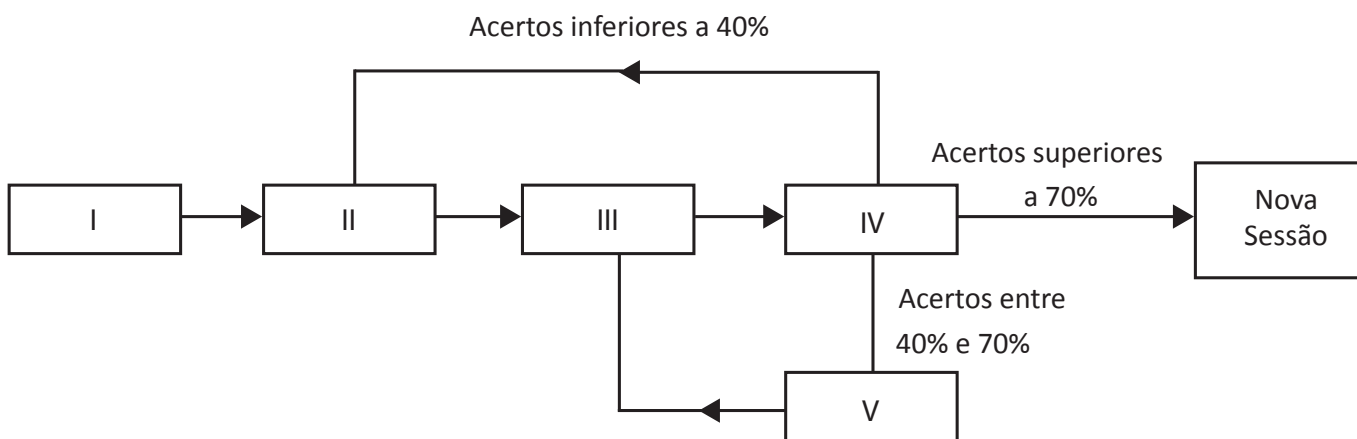 Acertos inferiores a 40%
Acertos superiores
a 70%
I
II
III
IV
Nova
Sessão
Acertos entre
40% e 70%
V